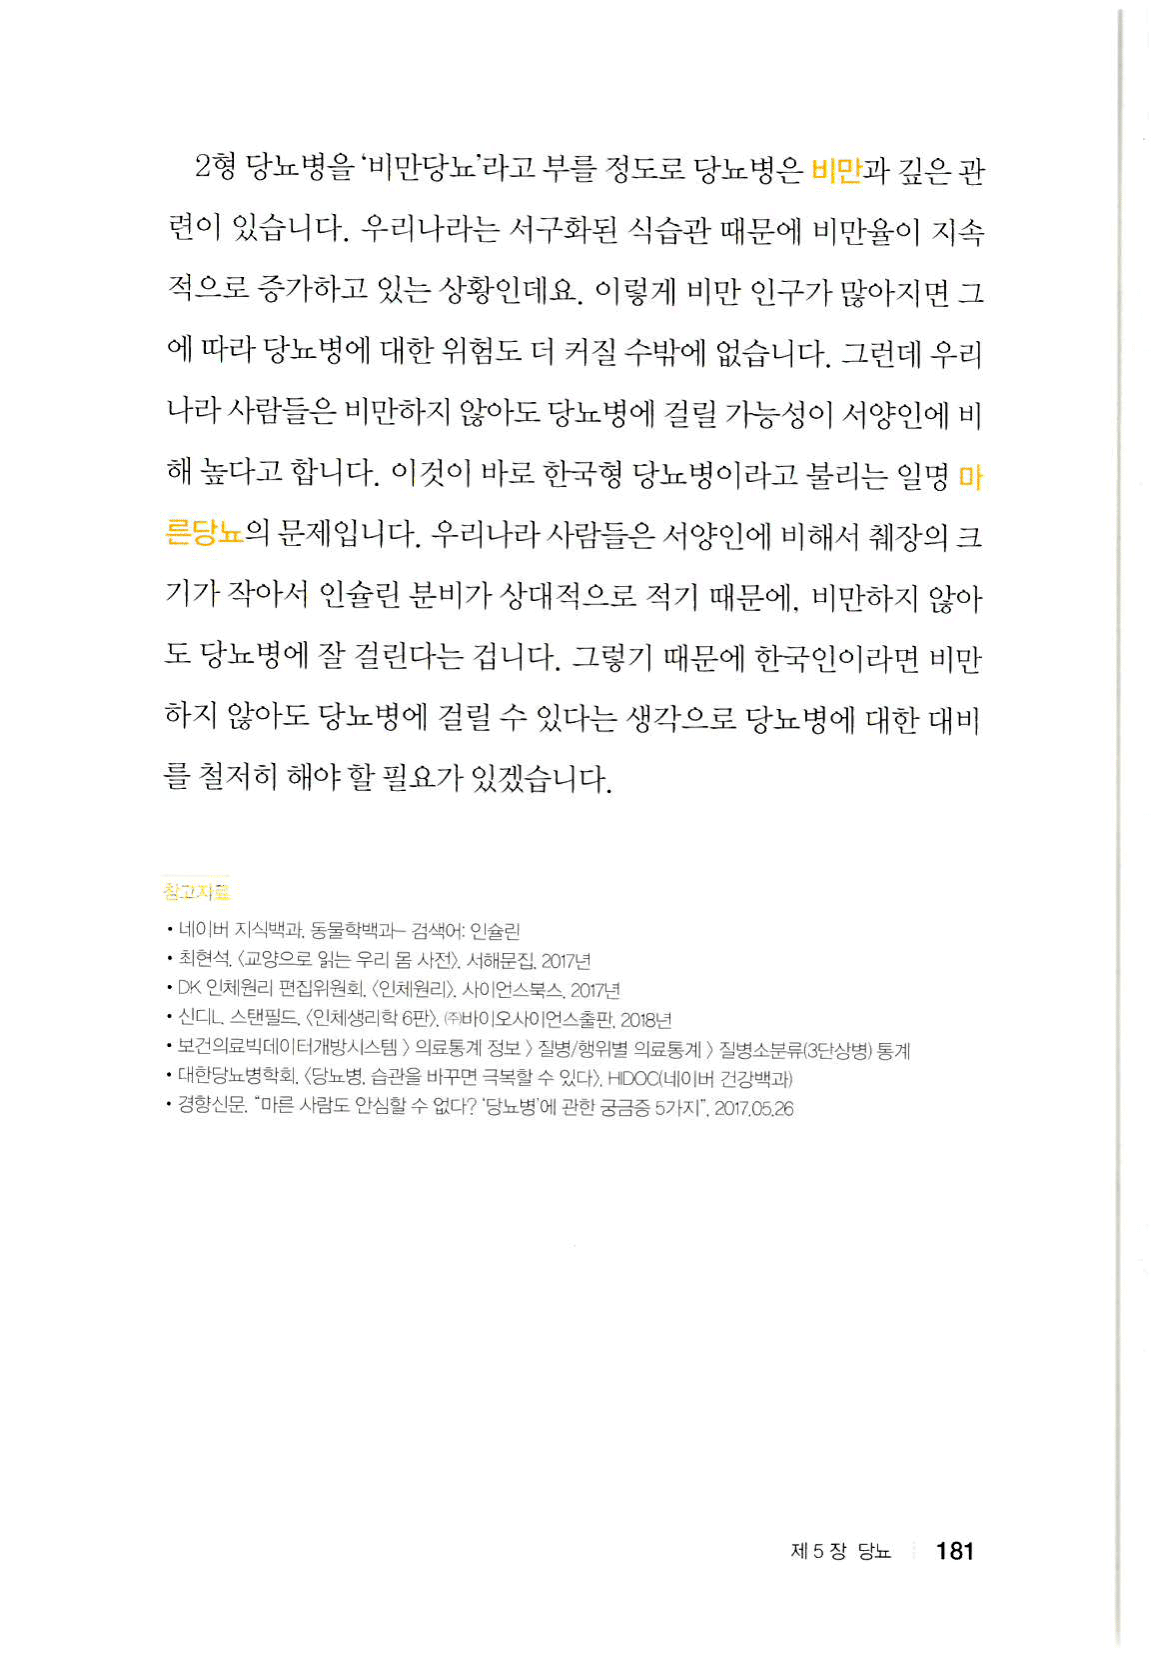 2형 당뇨병을 '비만당뇨'라고 부를 정도로 당뇨병은 비만과 깊은 관
련이 있습니다. 우리나라는 서구화된 식습관 때문에 비만율이 지속
적으로 증가하고 있는 상황인데요. 이렇게 비만 인구가 많아지면 그
에 따라 당뇨병에 대한 위험도 더 커질 수밖에 없습니다. 그런데 우리
나라 사람들은 비만하지 않아도 당뇨병에 걸릴 가능성이 서양인에 비
해 높다고 합니다. 이것이 바로 한국형 당뇨병이라고 불리는 일명 마
른당뇨의 문제입니다. 우리나라 사람들은 서양인에 비해서 췌장의 크
기가 작아서 인슐린 분비가 상대적으로 적기 때문에, 비만하지 않아
도 당뇨병에 잘 걸린다는 겁니다. 그렇기 때문에 한국인이라면 비만
하지 않아도 당뇨병에 걸릴 수 있다는 생각으로 당뇨병에 대한 대비
를 철저히 해야 할 필요가 있겠습니다.
참고자료
• 네이버 지식백과, 동물학백과– 검색어: 인슐린
• 최현석, 〈교양으로 읽는 우리 몸 사전〉, 서해문집, 2017년
• DK 인체원리 편집위원회, 〈인체원리〉, 사이언스북스, 2017년
• 신디L. 스탠필드, 〈인체생리학 6판〉, ㈜바이오사이언스출판, 2018년
• 보건의료빅데이터개방시스템 〉 의료통계 정보 〉 질병/행위별 의료통계 〉 질병소분류(3단상병) 통계
• 대한당뇨병학회, 〈당뇨병, 습관을 바꾸면 극복할 수 있다〉, HIDOC(네이버 건강백과)
• 경향신문, "마른 사람도 안심할 수 없다? '당뇨병'에 관한 궁금증 5가지", 2017.05.26
제 5 장 당뇨 181